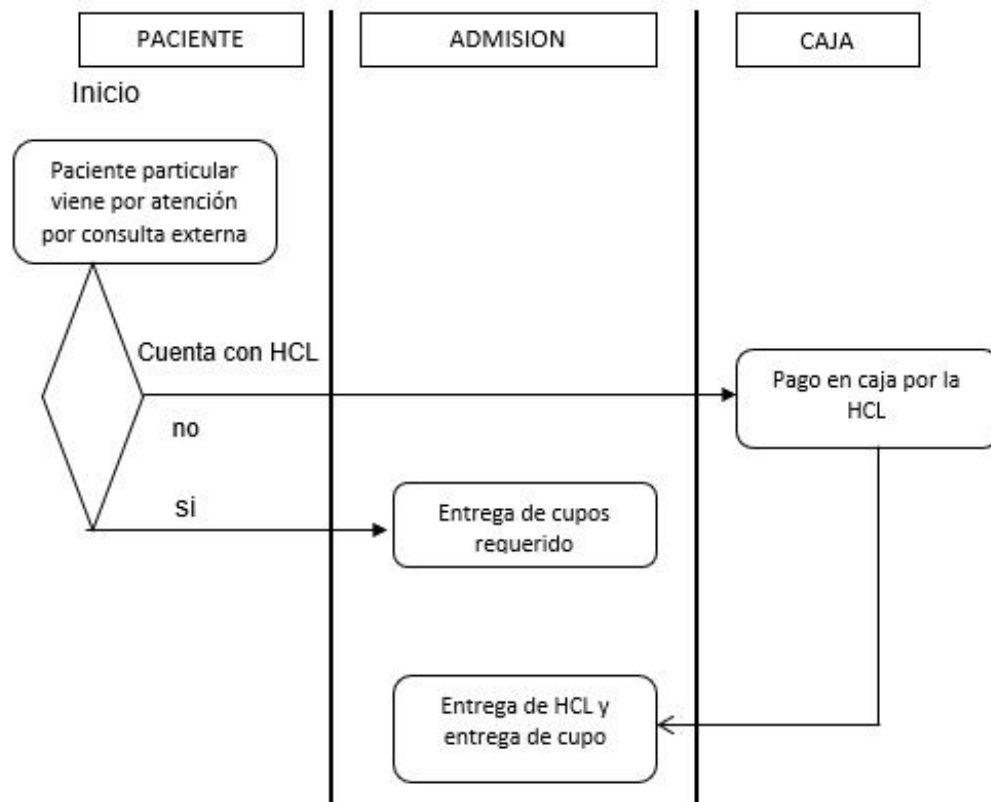 PACIENTE
ADMISION
CAJA
Inicio
Paciente particular
viene por atención
por consulta externa
Cuenta con HCL
no
si
Pago en caja por la
HCL
Entrega de cupos
requerido
Entrega de HCL y
entrega de cupo